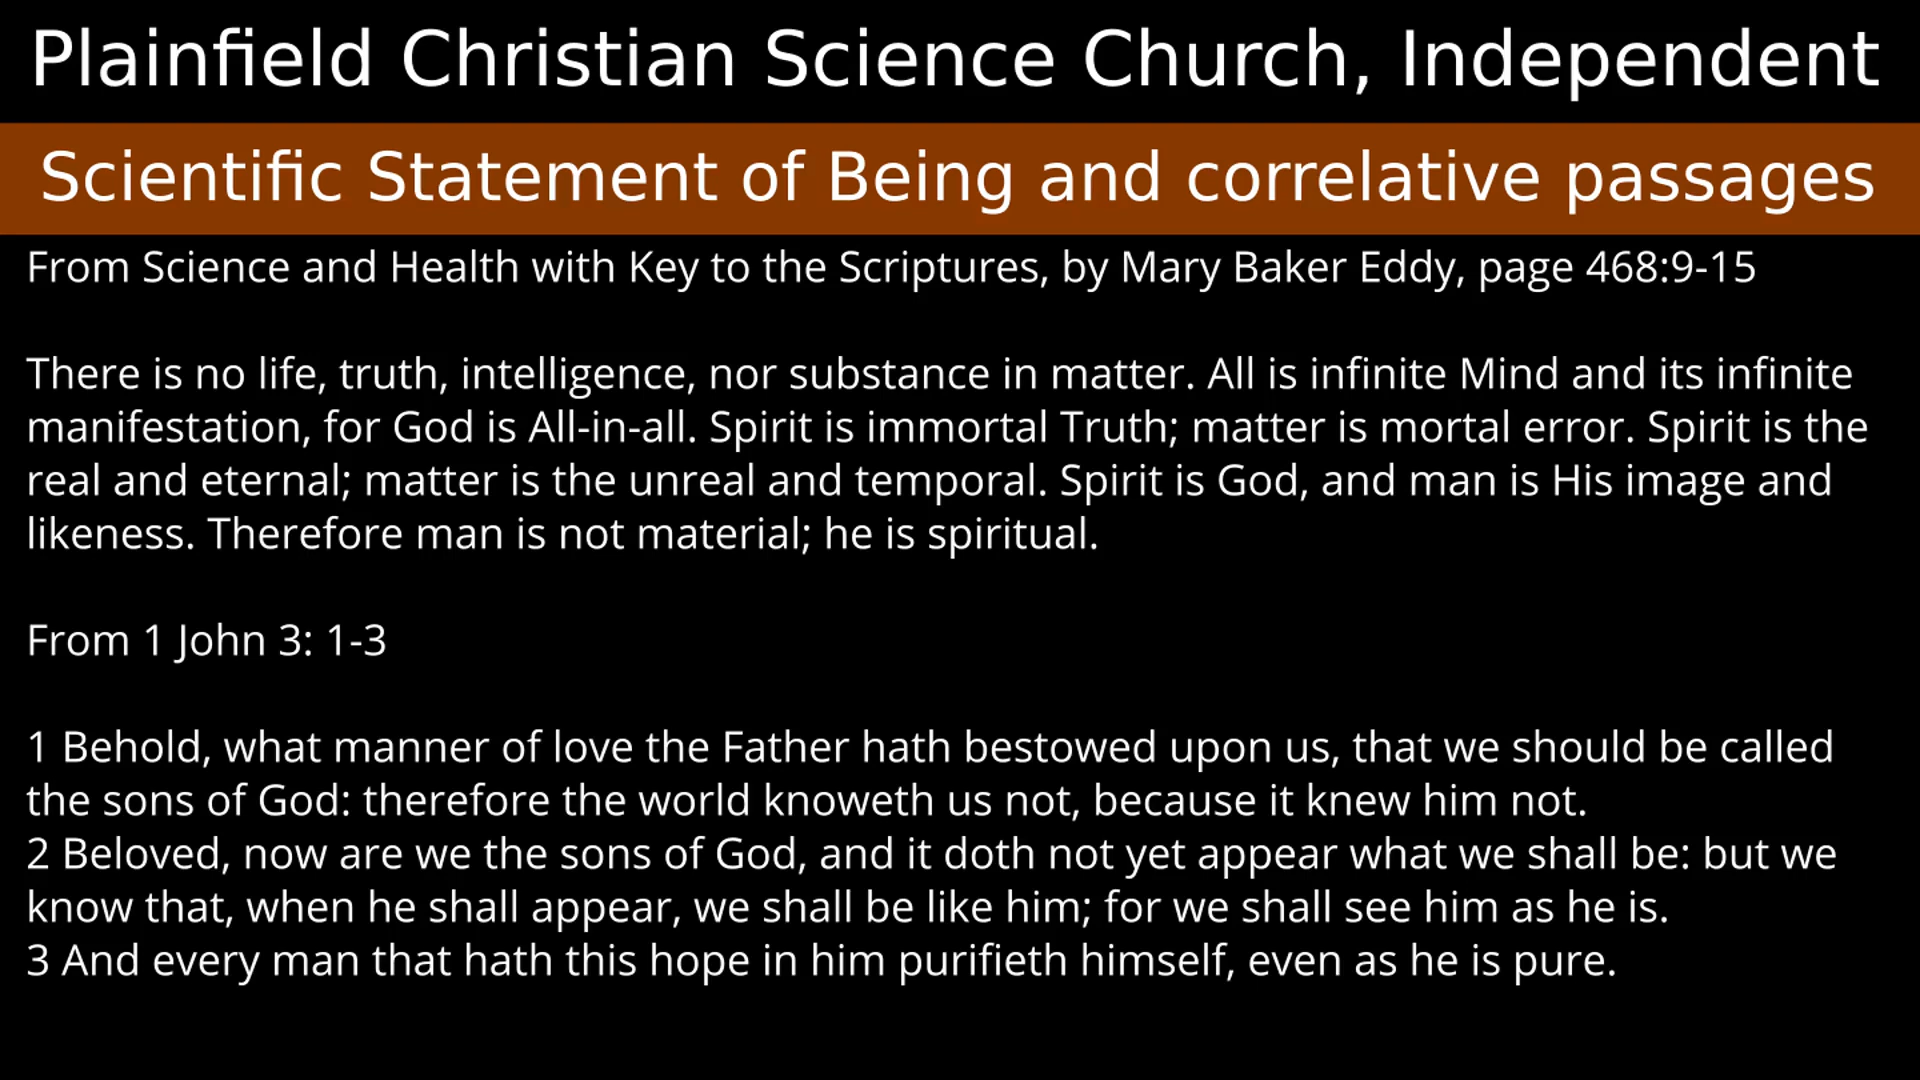 Plainfield Christian Science Church, Independent
Scientific Statement of Being and correlative passages
From Science and Health with Key to the Scriptures, by Mary Baker Eddy, page 468:9-15
There is no life, truth, intelligence, nor substance in matter. All is infinite Mind and its infinite
manifestation, for God is All-in-all. Spirit is immortal Truth; matter is mortal error. Spirit is the
real and eternal; matter is the unreal and temporal. Spirit is God, and man is His image and
likeness. Therefore man is not material; he is spiritual.
From 1 John 3: 1-3
1 Behold, what manner of love the Father hath bestowed upon us, that we should be called
the sons of God: therefore the world knoweth us not, because it knew him not.
2 Beloved, now are we the sons of God, and it doth not yet appear what we shall be: but we
know that, when he shall appear, we shall be like him; for we shall see him as he is.
3 And every man that hath this hope in him purifieth himself, even as he is pure.